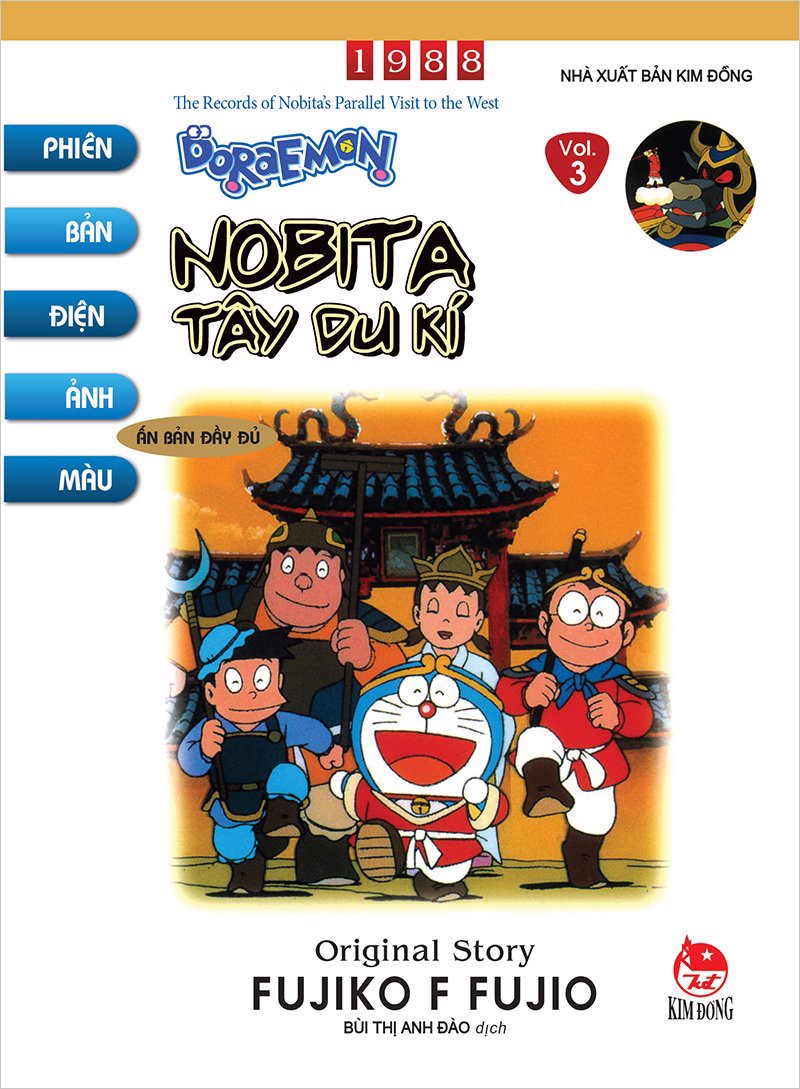 1988
NHÀ XUẤT BẢN KIM ĐỒNG
The Records of Nobita's Parallel Visit to the West
DORAEMON
Vol.
3
NOBITA
TÂY DU KÍ
PHIÊN
BẢN
ĐIỆN
ẢNH
MÀU
ẤN BẢN ĐẦY ĐỦ
Original Story
FUJIKO F FUJIO
BÙI THỊ ANH ĐÀO dịch
KIM ĐỒNG